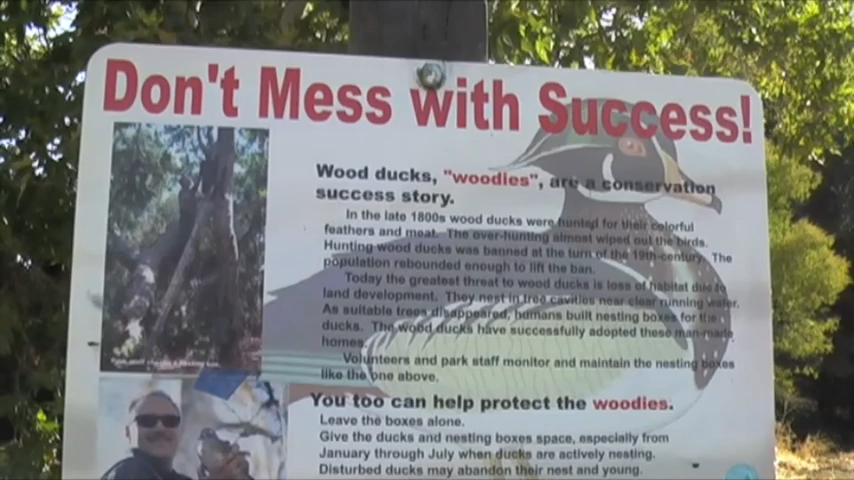 Don't Mess with Success!
Wood ducks, "woodies", are a conservation
success story.
In the late 1800s wood ducks were hunted for their colorful
feathers and meat. The over-hunting almost wiped out the birds.
Hunting wood ducks was banned at the turn of the 19th-century. The
population rebounded enough to lift the ban.
Today the greatest threat to wood ducks is loss of habitat due to
land development. They nest in tree cavities near clear running water.
As suitable trees disappeared, humans built nesting boxes for the
ducks. The wood ducks have successfully adopted these man-made
homes.
Volunteers and park staff monitor and maintain the nesting boxes
like the one above.
You too can help protect the woodies.
Leave the boxes alone.
Give the ducks and nesting boxes space, especially from
January through July when ducks are actively nesting.
Disturbed ducks may abandon their nest and young.